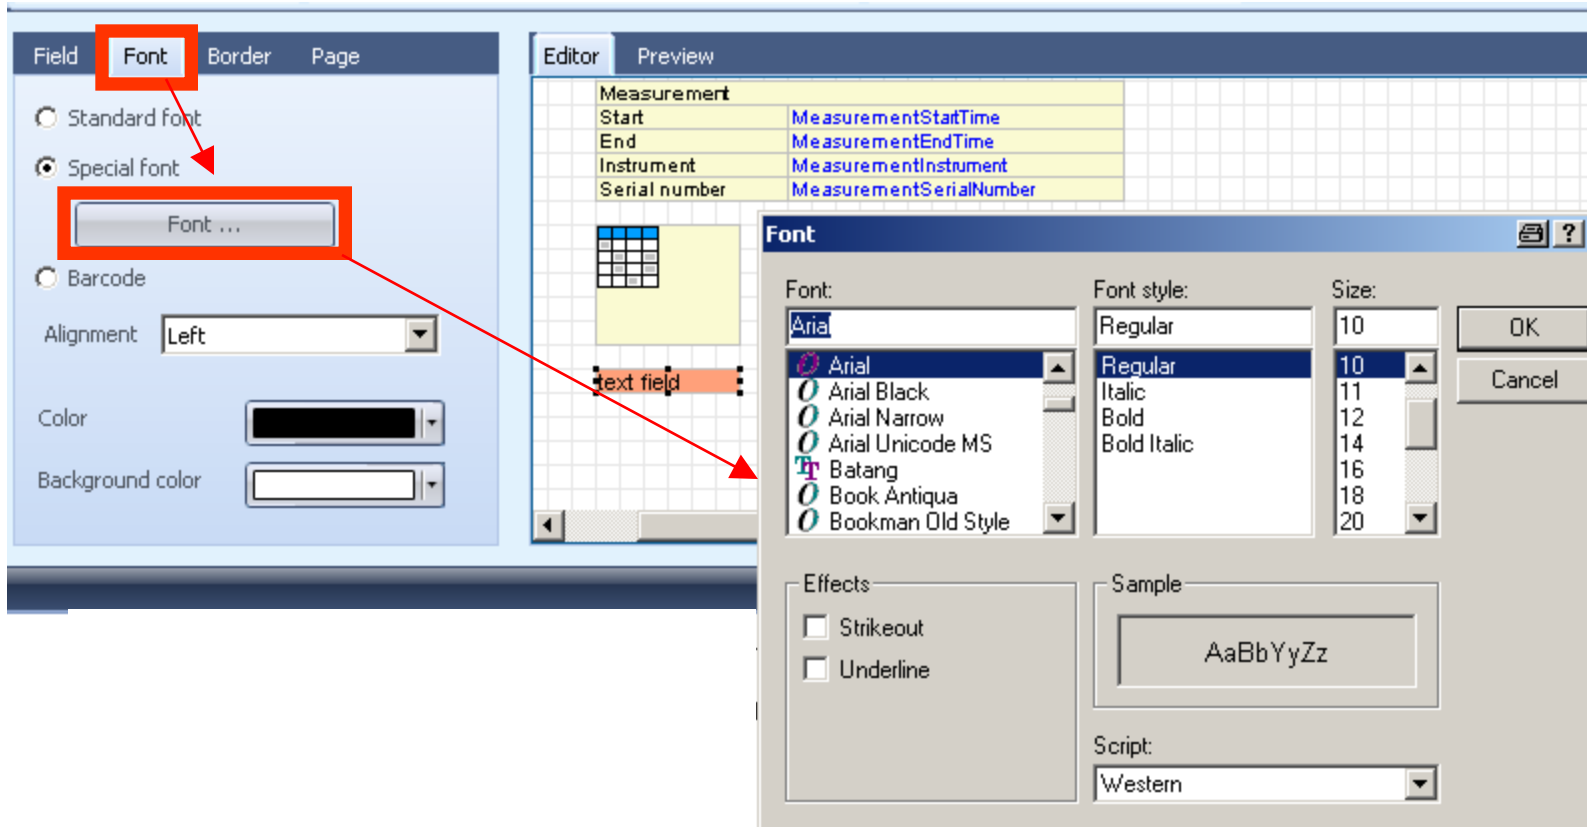 Field Font Border Page
Standard font
Special font
Font ...
Barcode
Alignment Left
Color
Background color
Editor Preview
Measurement
Start MeasurementStartTime
End MeasurementEndTime
Instrument MeasurementInstrument
Serial number MeasurementSerialNumber
text field
Font ?
Font: Font style: Size:
Arial Regular 10 OK
Cancel
Arial Regular 10
Arial Black Italic 11
Arial Narrow Bold 12
Arial Unicode MS Bold Italic 14
Batang 16
Book Antiqua 18
Bookman Old Style 20
Effects
Strikeout
Underline
Sample
AaBbYyZz
Script:
Western